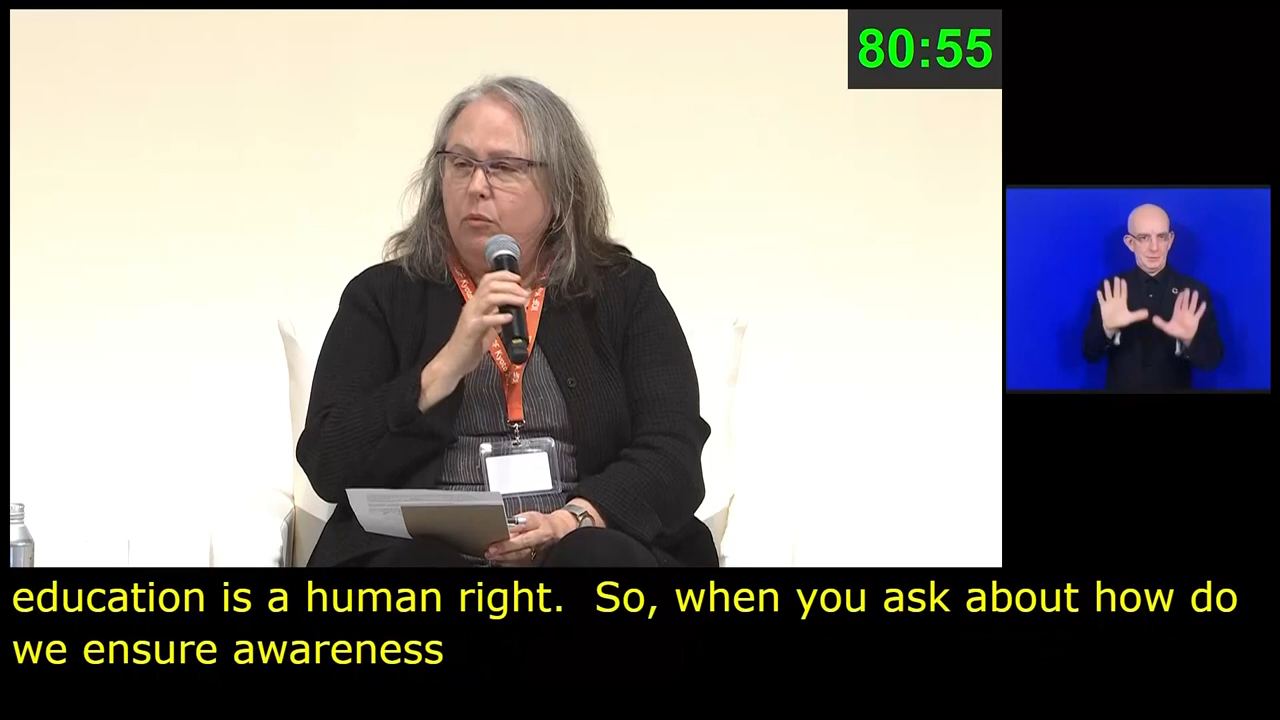 80:55
education is a human right.  So, when you ask about how do
we ensure awareness